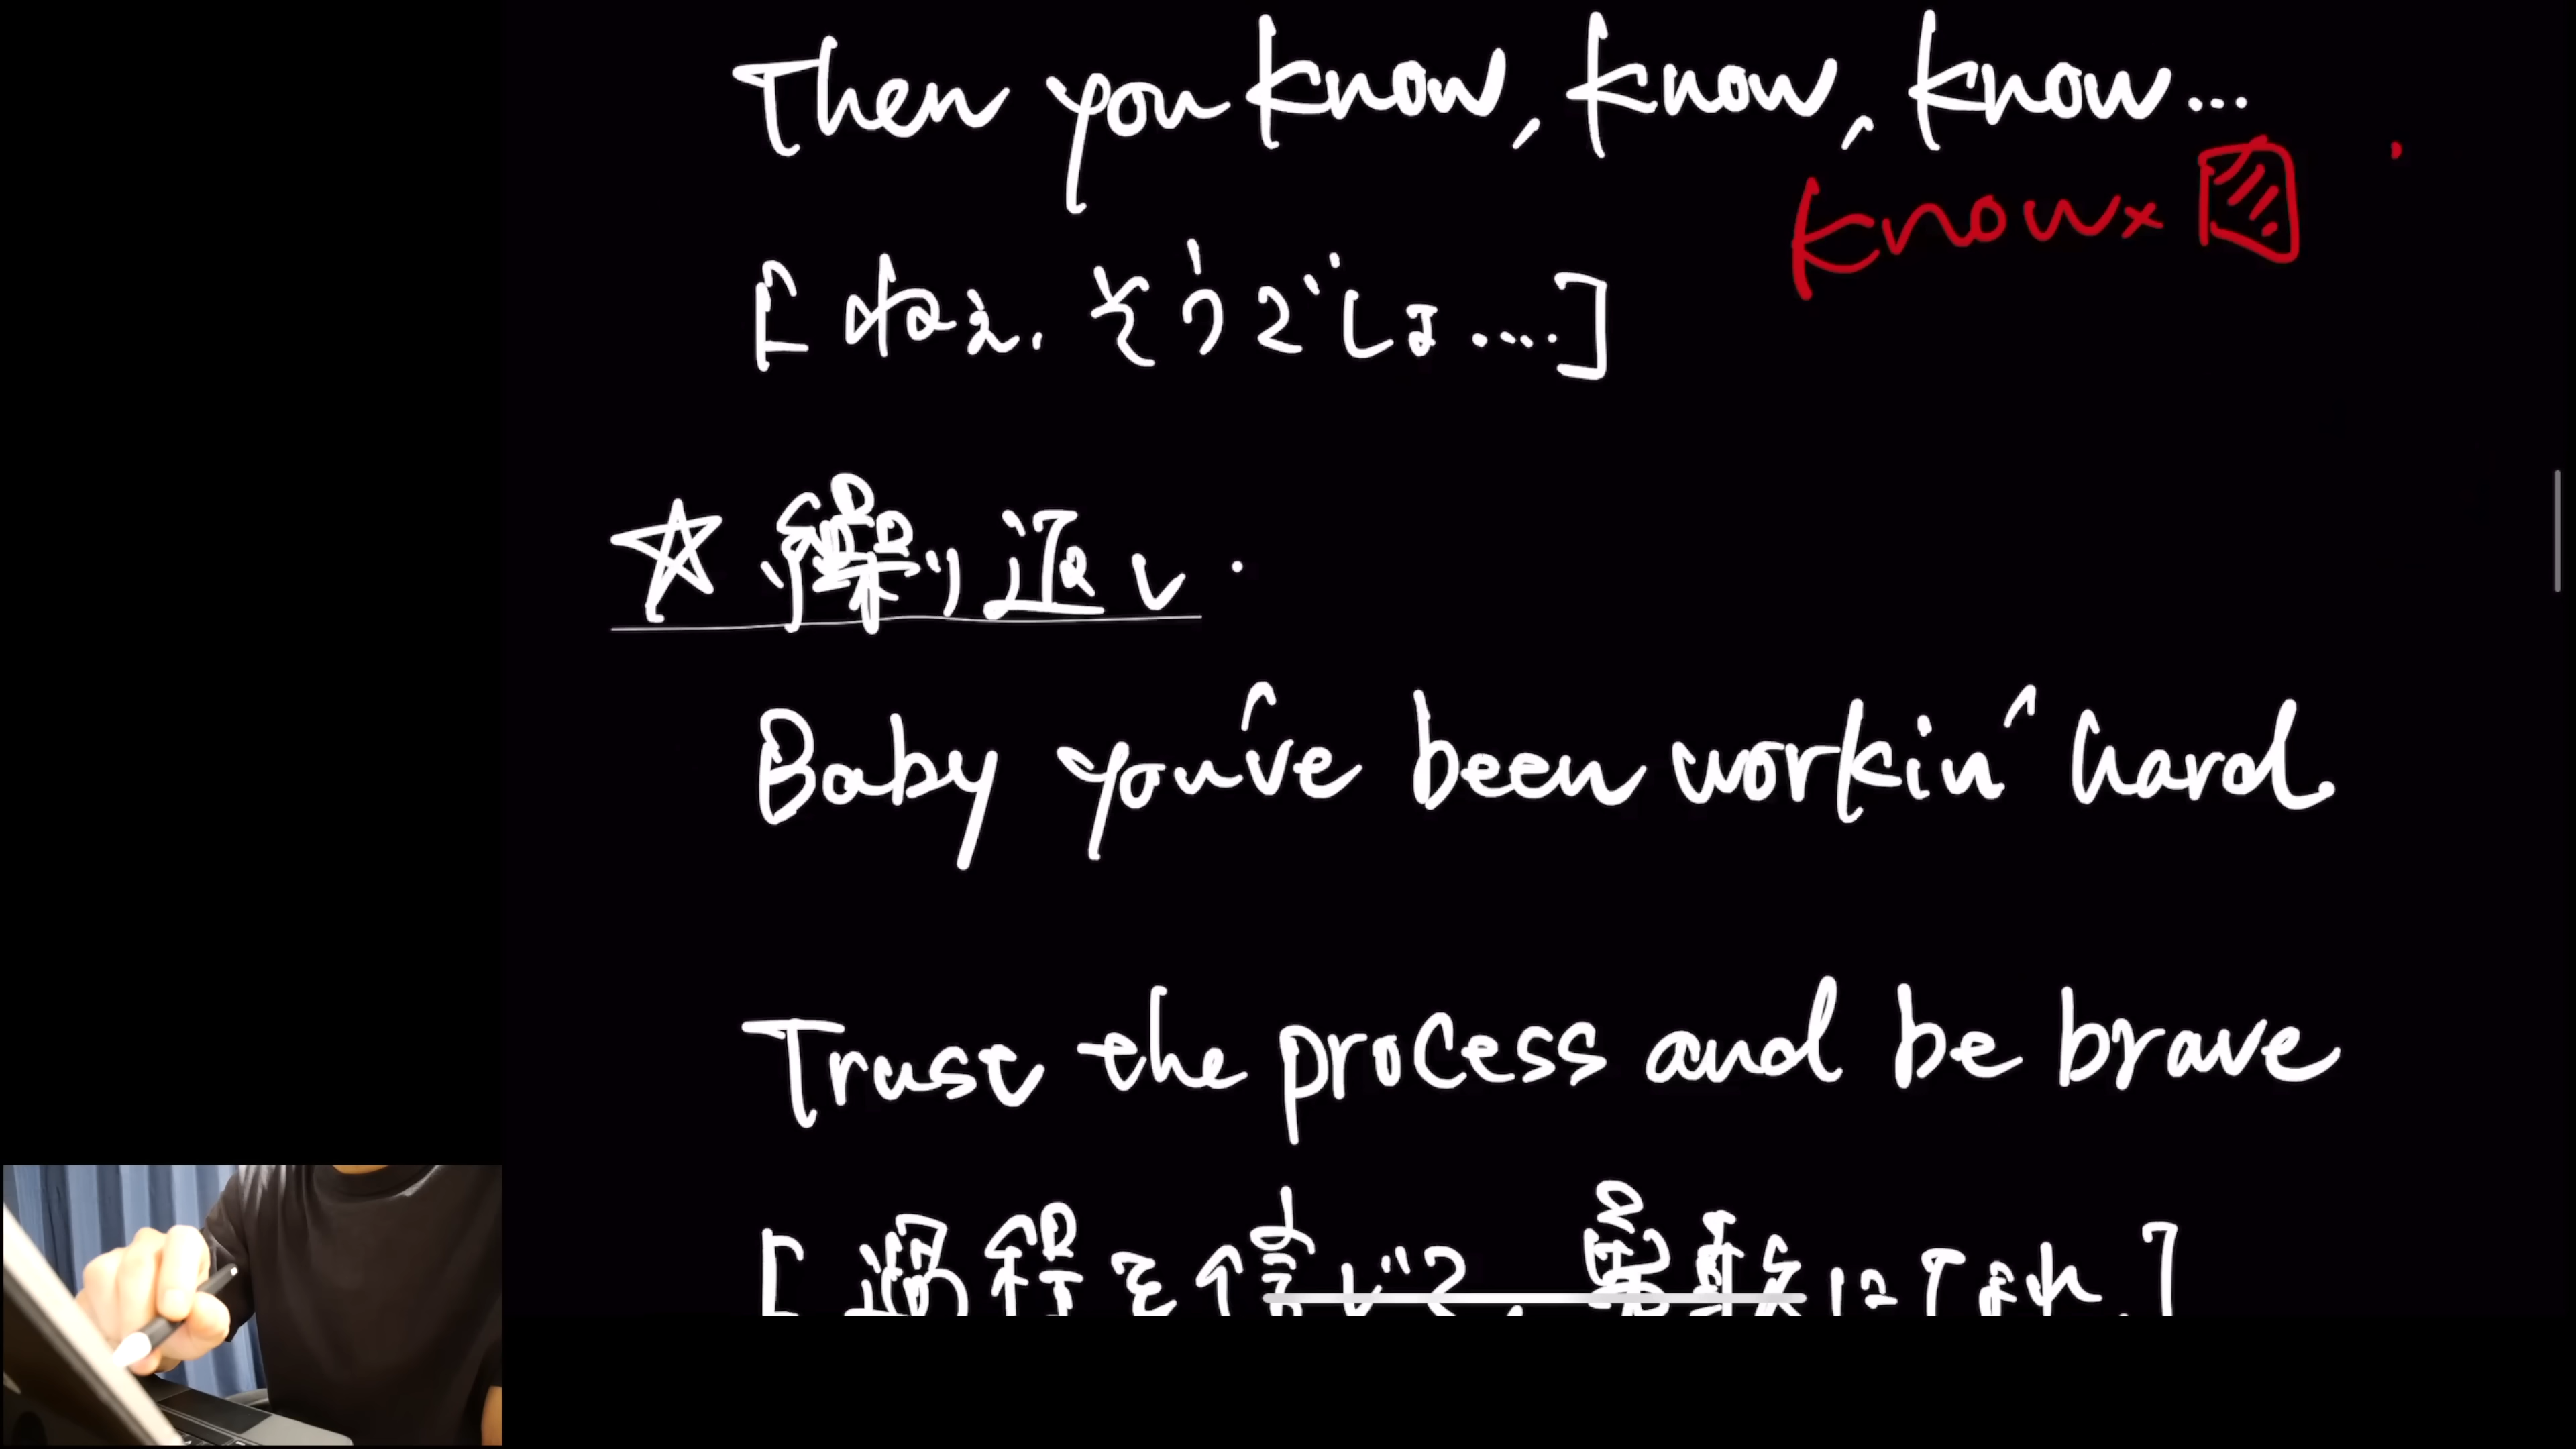 Then you know, know, know...
know×
[ねぇ、そうでしょ....]
☆ 繰り返し.
Baby you've been workin' hard
Trust the process and be brave
[過程を信じて、勇敢になれ.]